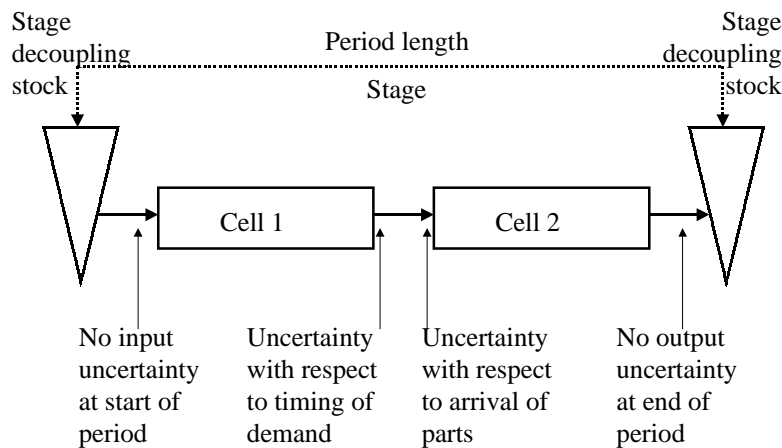 Stage
decoupling
stock
Period length
Stage
Stage
decoupling
stock
Cell 1
Cell 2
No input
uncertainty
at start of
period
Uncertainty
with respect
to timing of
demand
Uncertainty
with respect
to arrival of
parts
No output
uncertainty
at end of
period